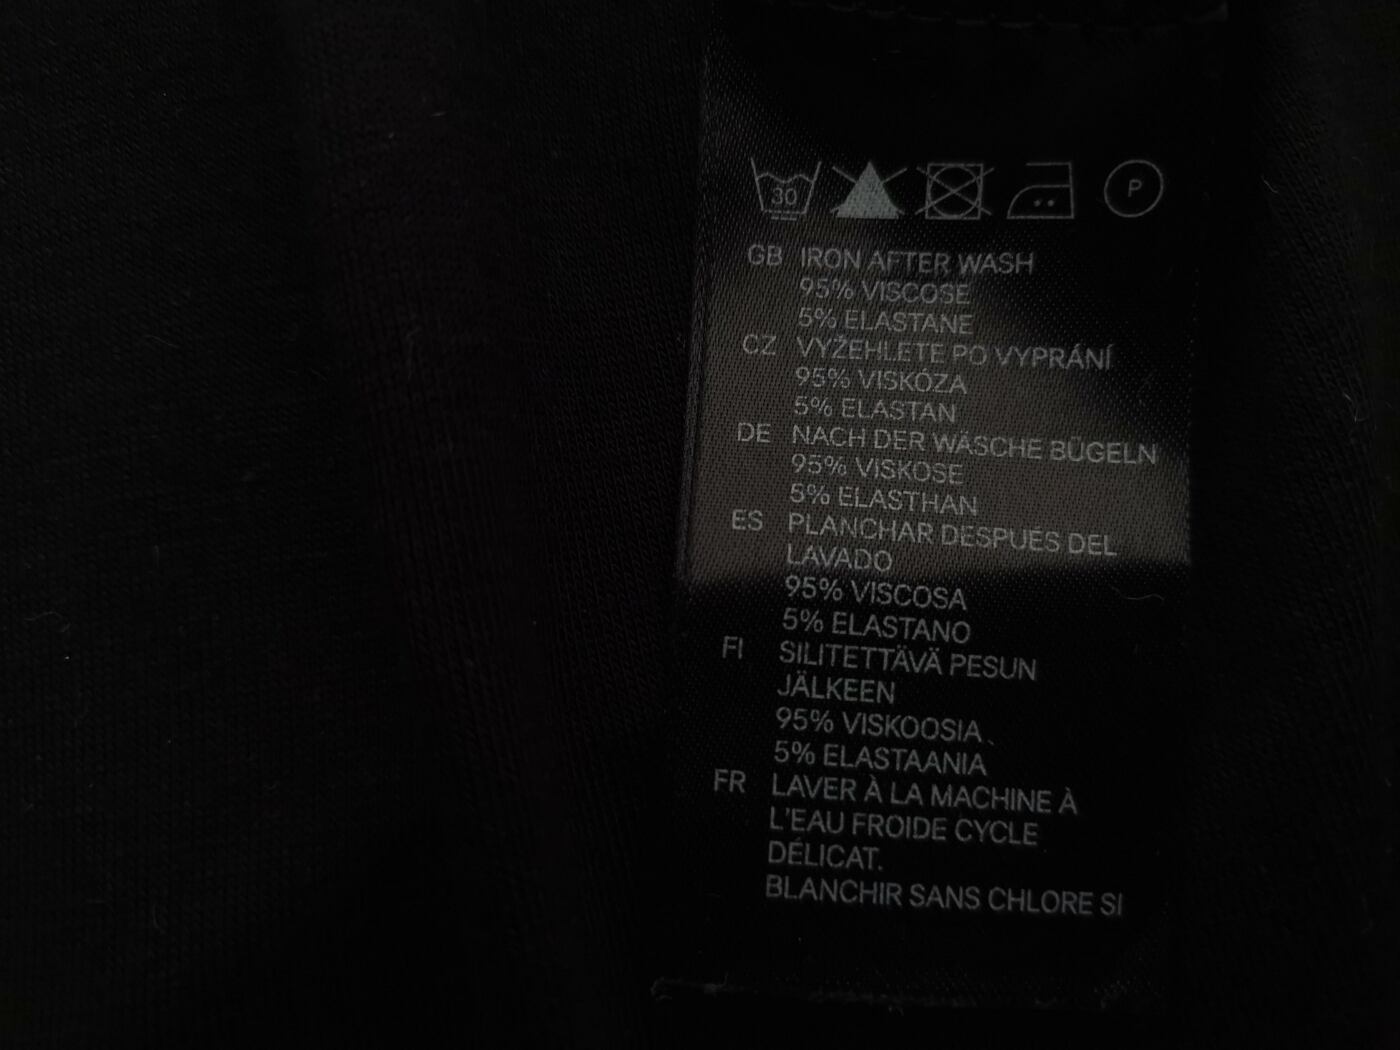 30
P
GB IRON AFTER WASH
95% VISCOSE
5% ELASTANE
CZ VYŽEHLETE PO VYPRÁNÍ
95% VISKÓZA
5% ELASTAN
DE NACH DER WÄSCHE BÜGELN
95% VISKOSE
5% ELASTHAN
ES PLANCHAR DESPUÉS DEL
LAVADO
95% VISCOSA
5% ELASTANO
FI SILITETTÄVÄ PESUN
JÄLKEEN
95% VISKOOSIA
5% ELASTAANIA
FR LAVER À LA MACHINE À
L'EAU FROIDE CYCLE
DÉLICAT.
BLANCHIR SANS CHLORE SI